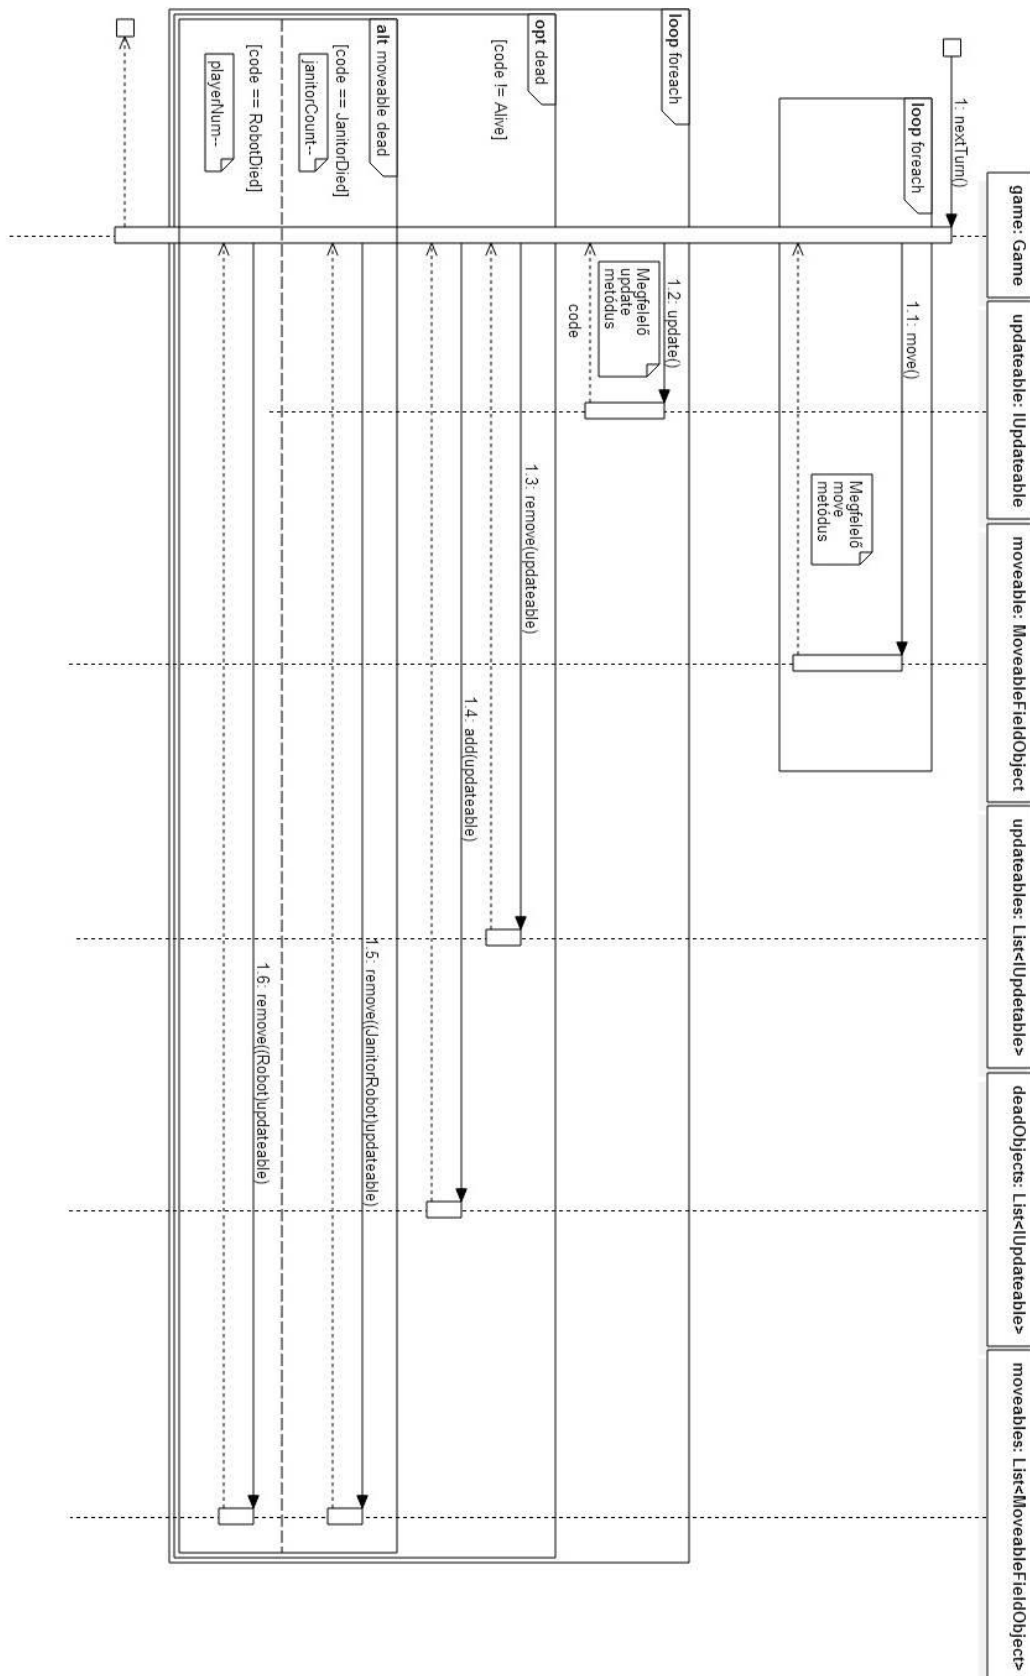 game: Game
updateable: IUpdateable
moveable: MoveableFieldObject
updateables: List<IUpdetable>
deadObjects: List<IUpdateable>
moveables: List<MoveableFieldObject>
1: nextTurn()
loop foreach
1.1: move()
Megfelelő
move
metódus
loop foreach
1.2: update()
Megfelelő
update
metódus
code
opt dead
[code != Alive]
1.3: remove(updateable)
1.4: add(updateable)
alt moveable dead
[code == JanitorDied]
1.5: remove((JanitorRobot)updateable)
janitorCount--
[code == RobotDied]
1.6: remove((Robot)updateable)
playerNum--